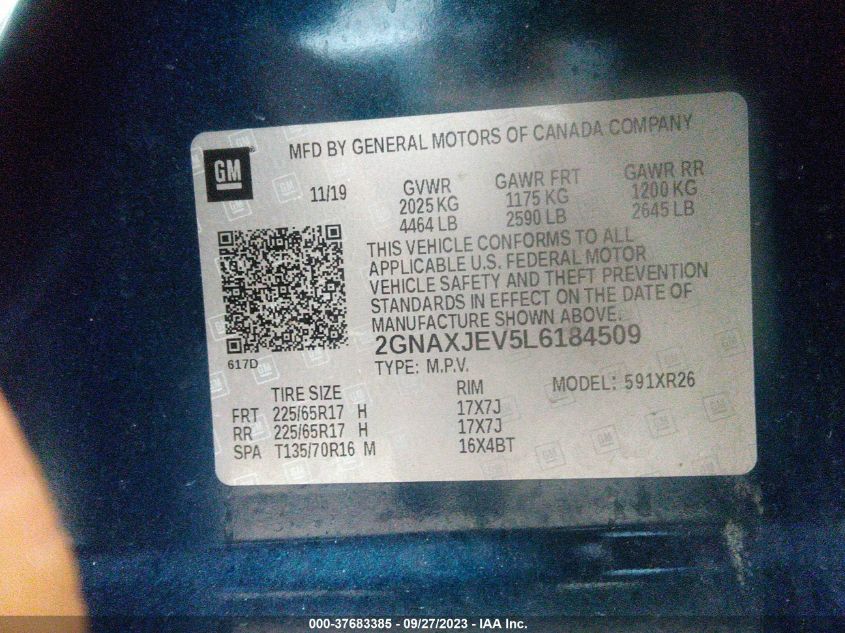 GM
MFD BY GENERAL MOTORS OF CANADA COMPANY
11/19
GVWR
2025 KG
4464 LB
GAWR FRT
1175 KG
2590 LB
GAWR RR
1200 KG
2645 LB
THIS VEHICLE CONFORMS TO ALL
APPLICABLE U.S. FEDERAL MOTOR
VEHICLE SAFETY AND THEFT PREVENTION
STANDARDS IN EFFECT ON THE DATE OF
MANUFACTURE SHOWN ABOVE.
617D
2GNAXJEV5L6184509
TYPE: M.P.V.
MODEL: 591XR26
TIRE SIZE RIM
FRT 225/65R17 H 17X7J
RR 225/65R17 H 17X7J
SPA T135/70R16 M 16X4BT
000-37683385 - 09/27/2023 - IAA Inc.